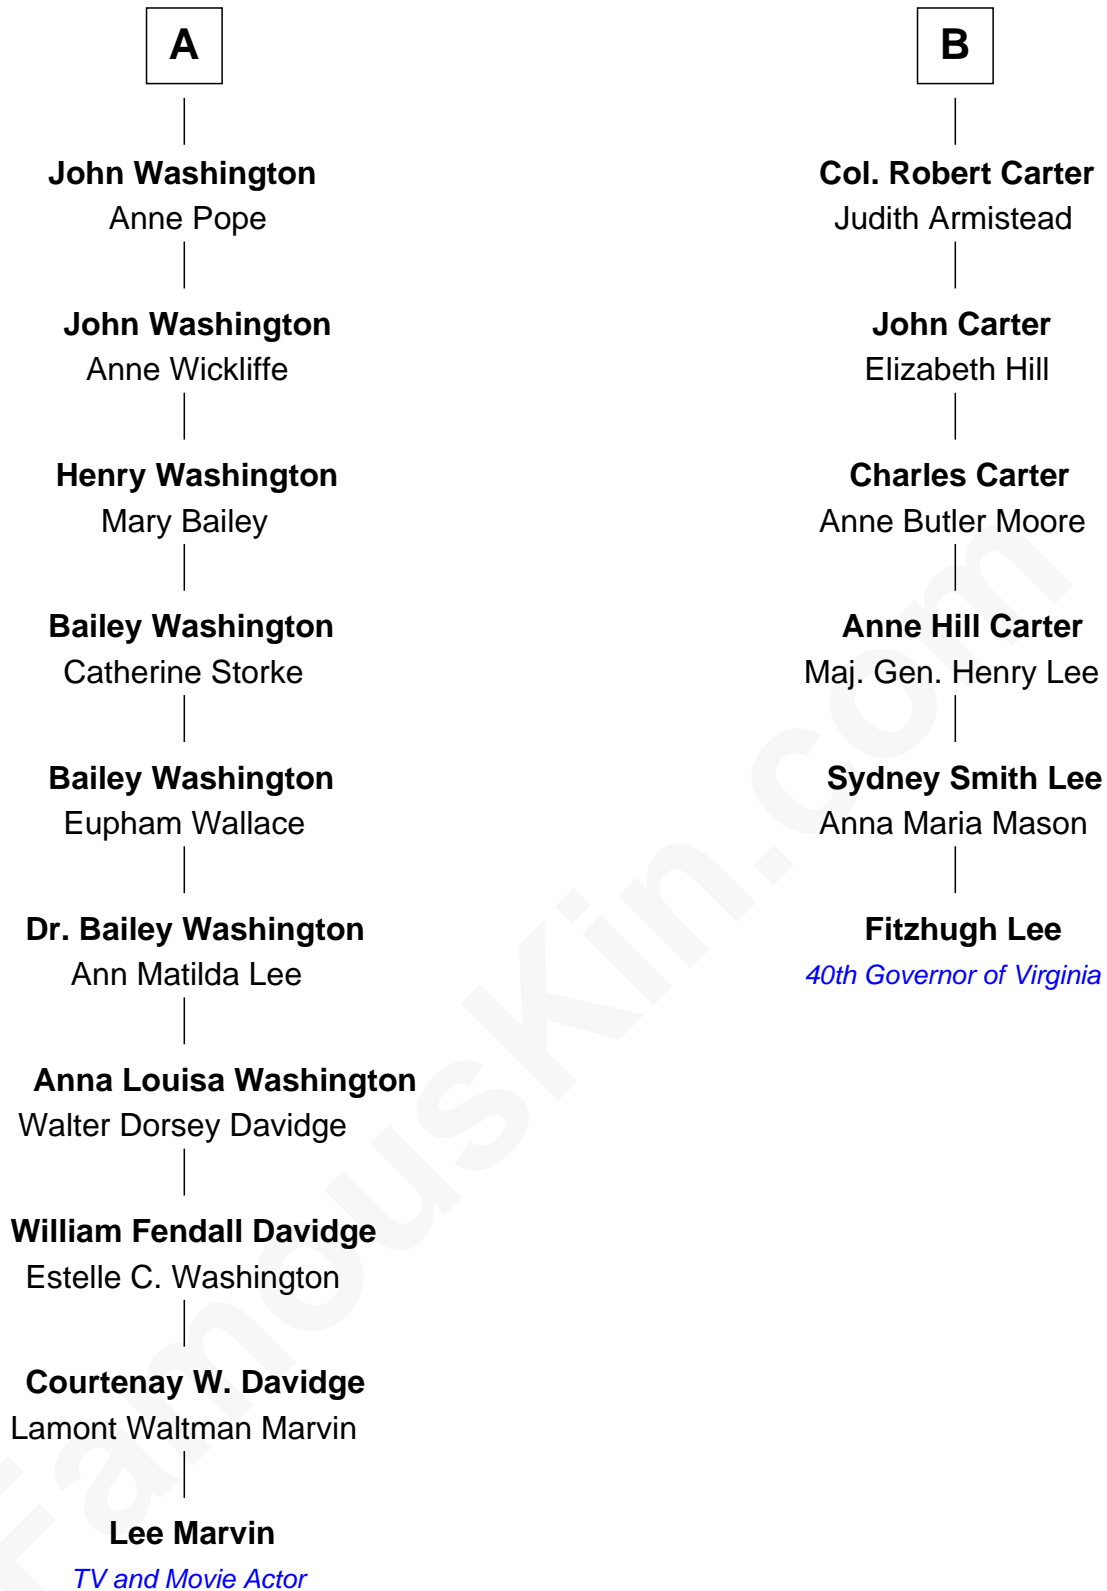 A
John Washington
Anne Pope
John Washington
Anne Wickliffe
Henry Washington
Mary Bailey
Bailey Washington
Catherine Storke
Bailey Washington
Eupham Wallace
Dr. Bailey Washington
Ann Matilda Lee
Anna Louisa Washington
Walter Dorsey Davidge
William Fendall Davidge
Estelle C. Washington
Courtenay W. Davidge
Lamont Waltman Marvin
Lee Marvin
TV and Movie Actor
B
Col. Robert Carter
Judith Armistead
John Carter
Elizabeth Hill
Charles Carter
Anne Butler Moore
Anne Hill Carter
Maj. Gen. Henry Lee
Sydney Smith Lee
Anna Maria Mason
Fitzhugh Lee
40th Governor of Virginia
FamousKin.com